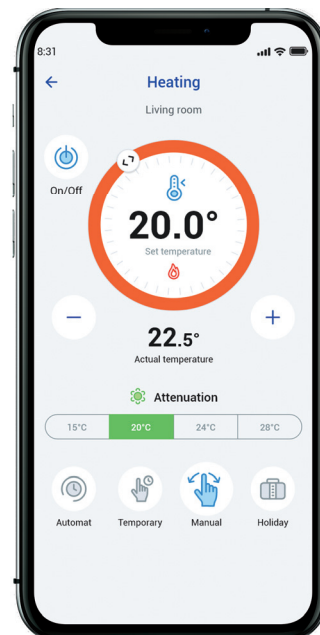 8:31
Heating
Living room
On/Off
20.0°
Set temperature
22.5°
Actual temperature
Attenuation
15°C 20°C 24°C 28°C
Automat Temporary Manual Holiday